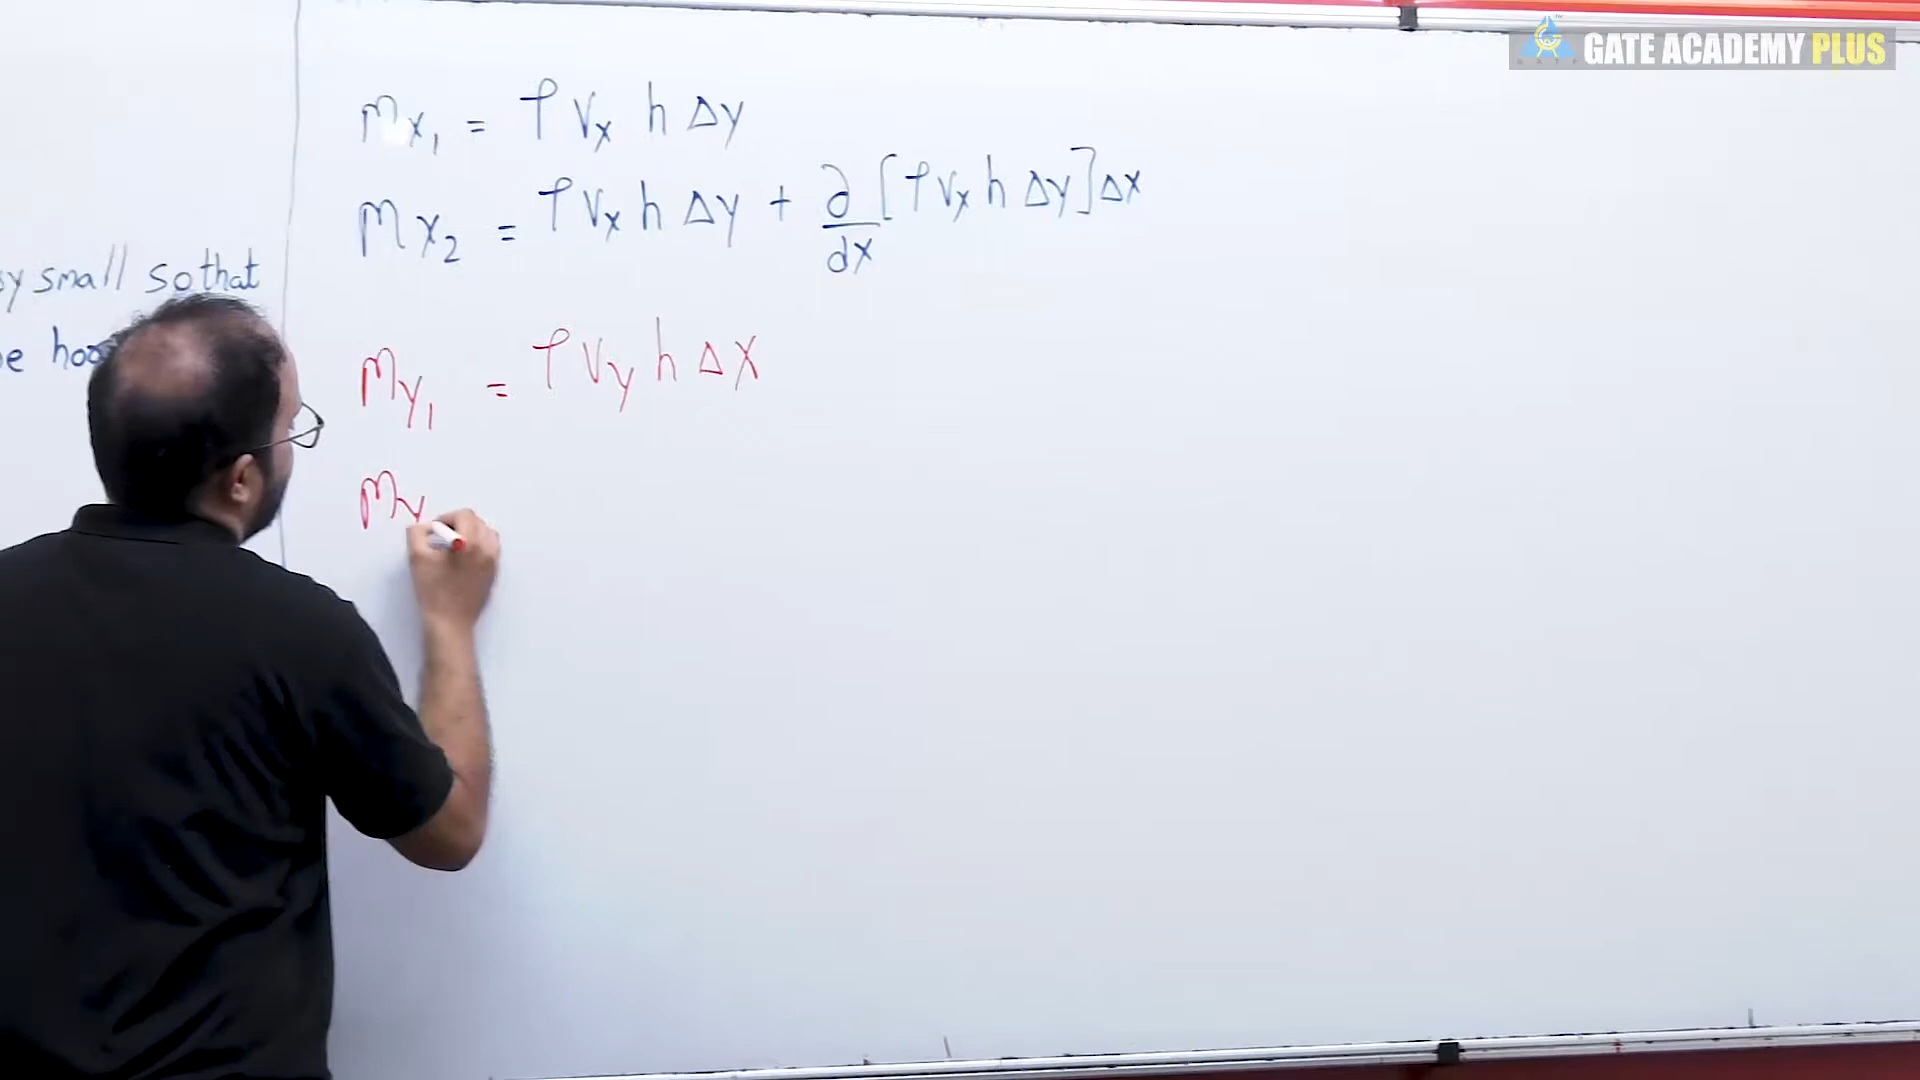 GATE ACADEMY PLUS
Mx₁ = ρ Vx h Δy
Mx₂ = ρ Vx h Δy + ∂/dx [ρ Vx h Δy] Δx
small so that
My₁ = ρ Vy h Δx
My